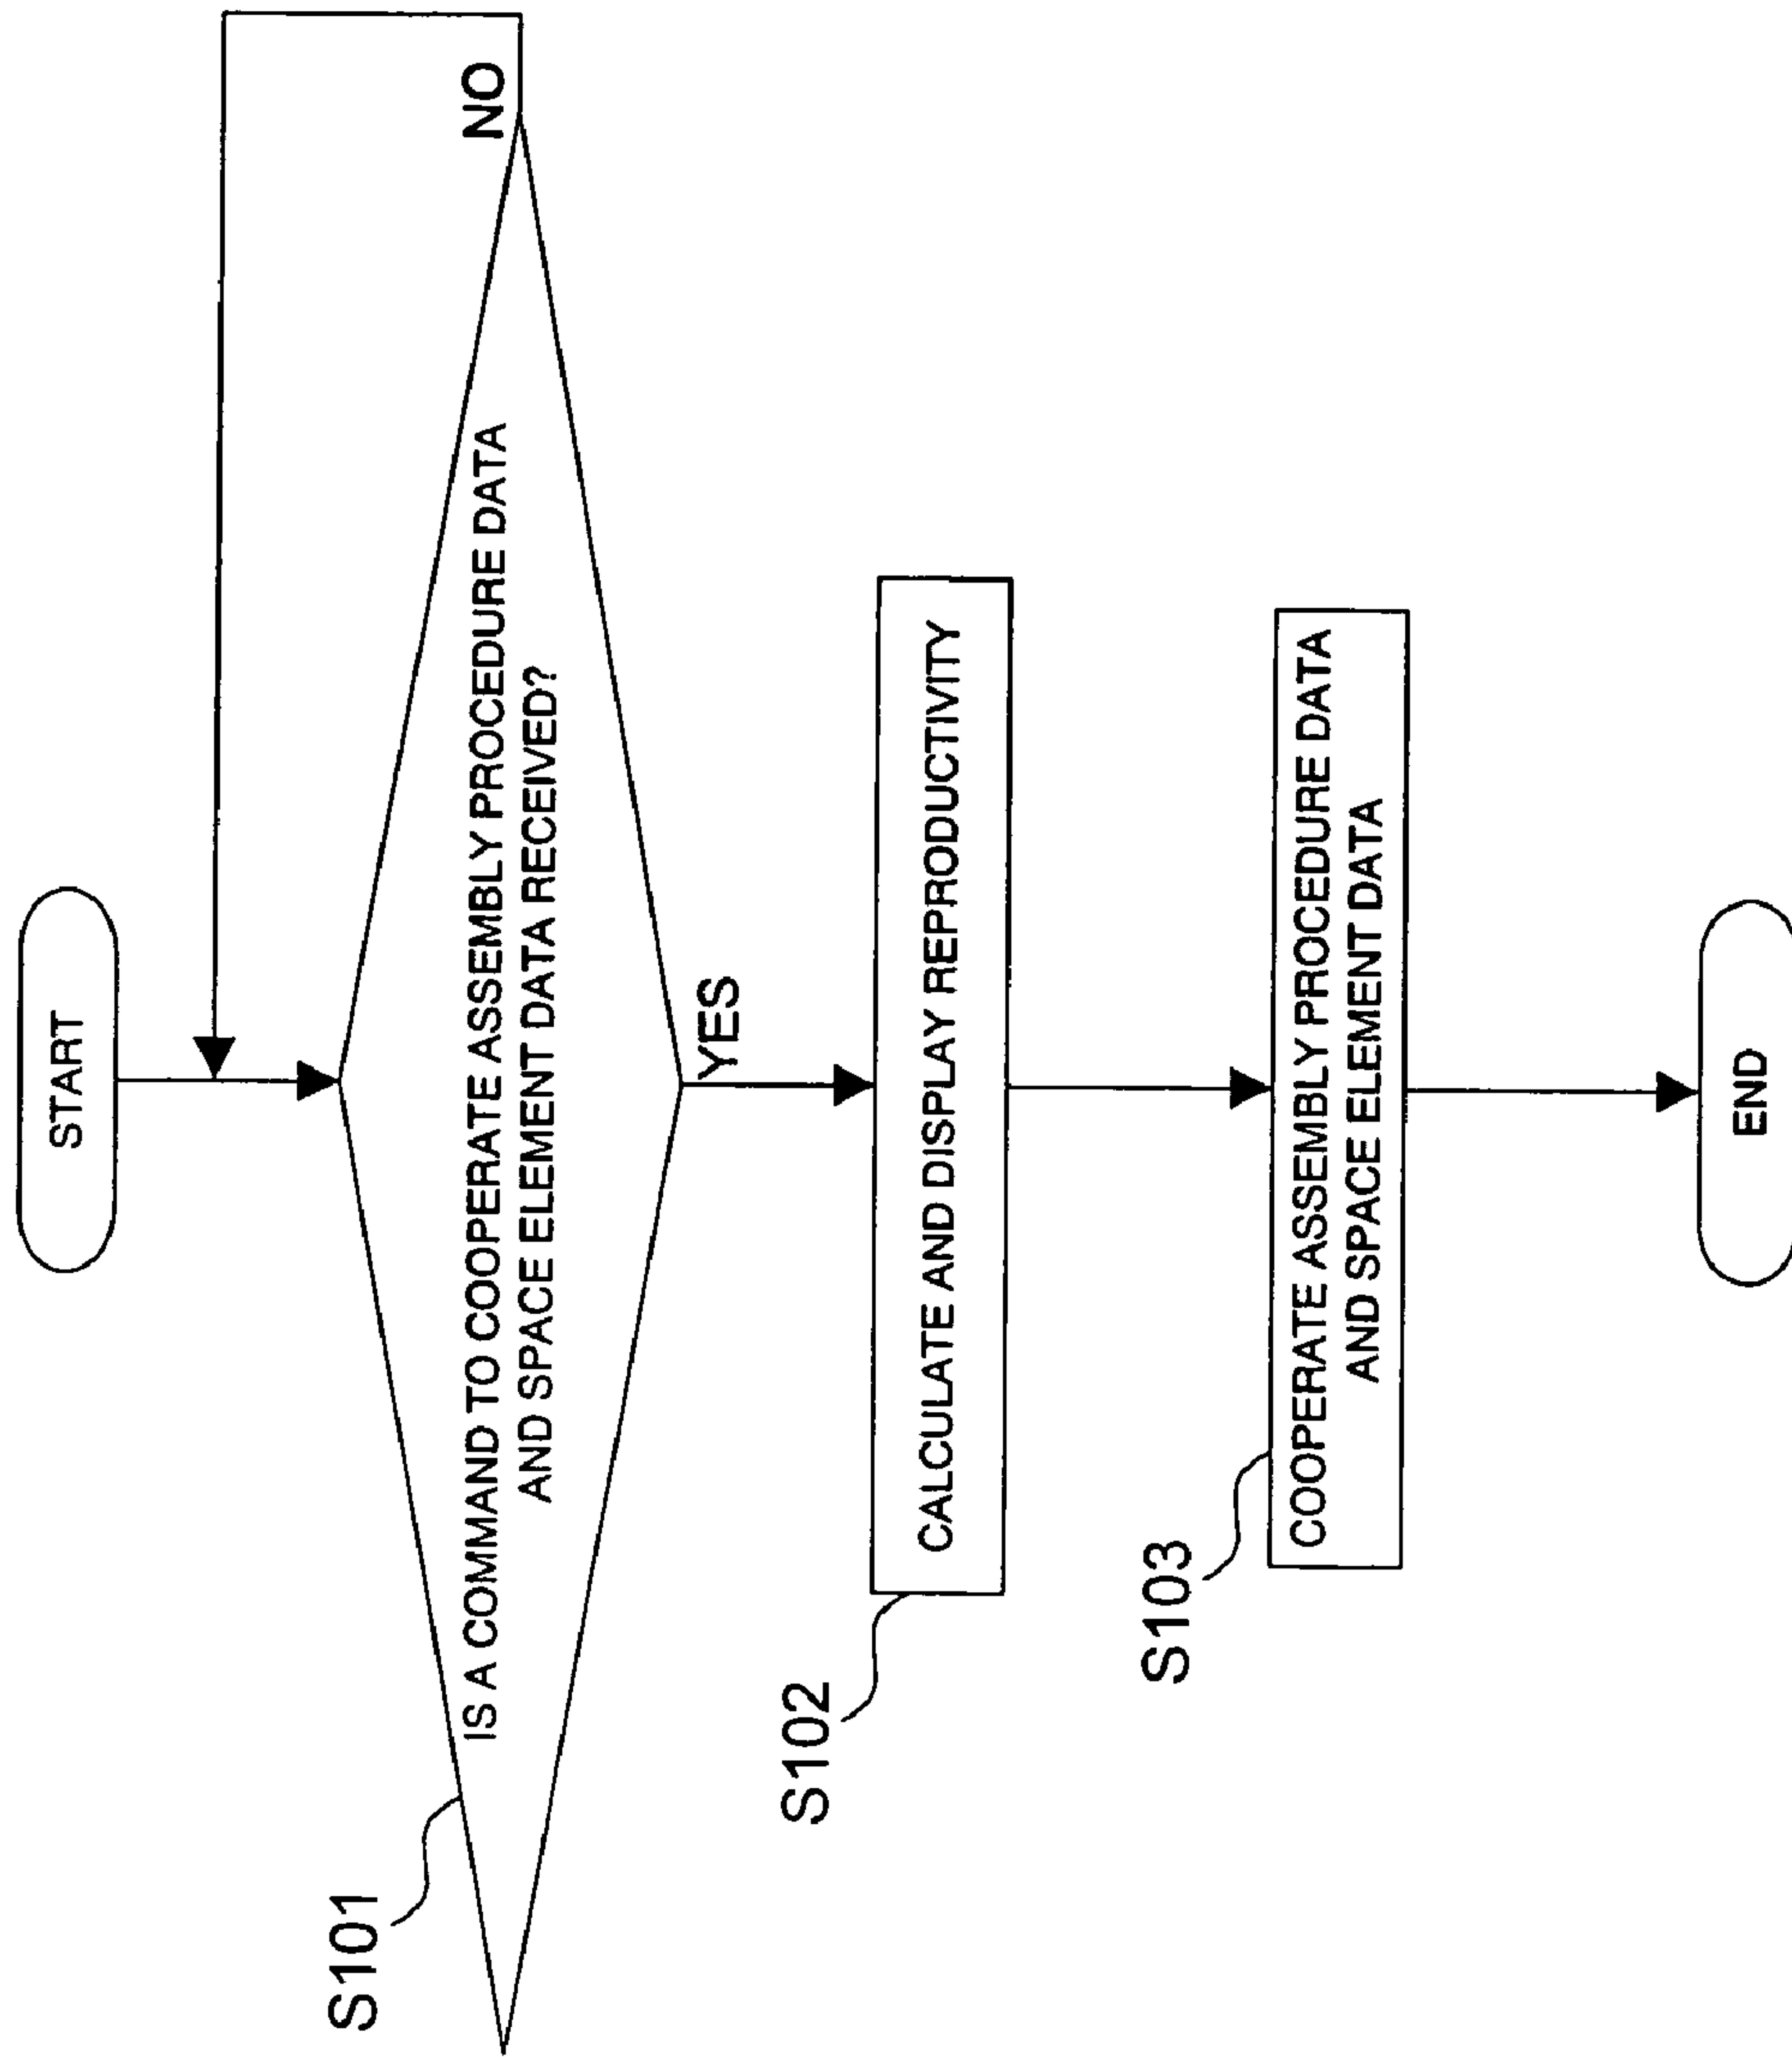 START
S101
IS A COMMAND TO COOPERATE ASSEMBLY PROCEDURE DATA
AND SPACE ELEMENT DATA RECEIVED?
NO
YES
S102
CALCULATE AND DISPLAY REPRODUCTIVITY
S103
COOPERATE ASSEMBLY PROCEDURE DATA
AND SPACE ELEMENT DATA
END